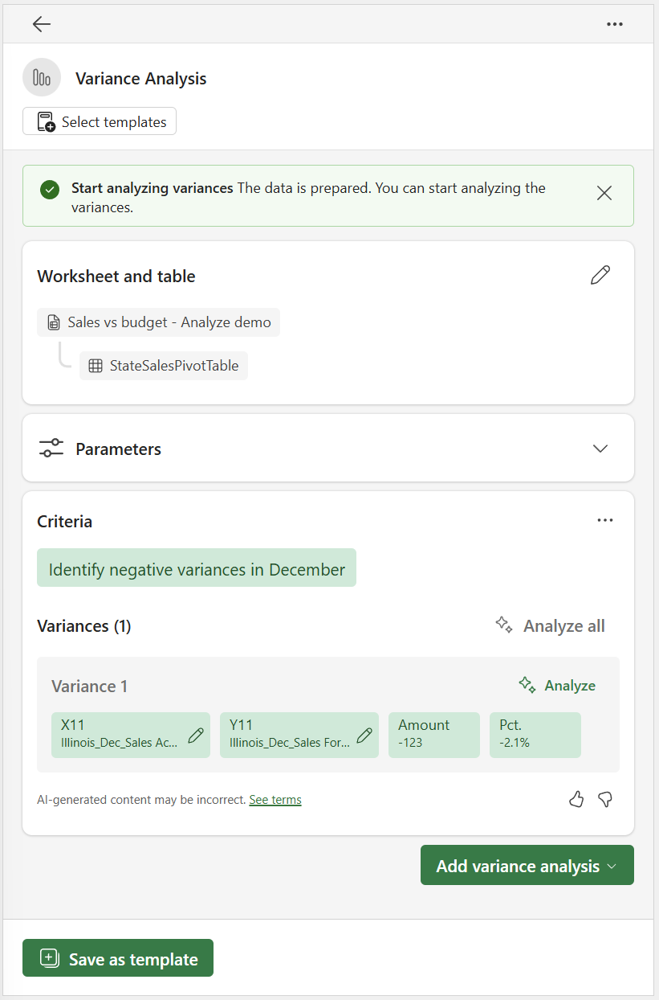 Variance Analysis
Select templates
Start analyzing variances The data is prepared. You can start analyzing the
variances.
Worksheet and table
Sales vs budget - Analyze demo
StateSalesPivotTable
Parameters
Criteria
Identify negative variances in December
Variances (1)
Analyze all
Variance 1
Analyze
X11
Illinois_Dec_Sales Ac...
Y11
Illinois_Dec_Sales For...
Amount
-123
Pct.
-2.1%
AI-generated content may be incorrect. See terms
Add variance analysis
Save as template